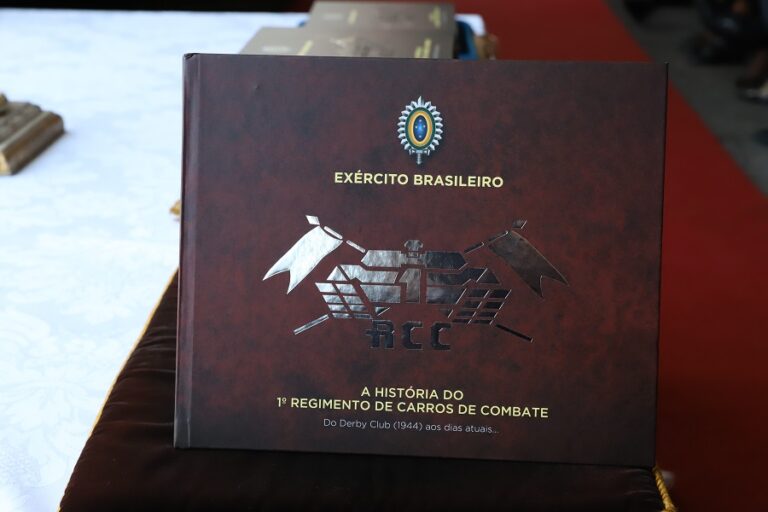 EXÉRCITO BRASILEIRO
RCC
A HISTÓRIA DO
1º REGIMENTO DE CARROS DE COMBATE
Do Derby Club (1944) aos dias atuais...